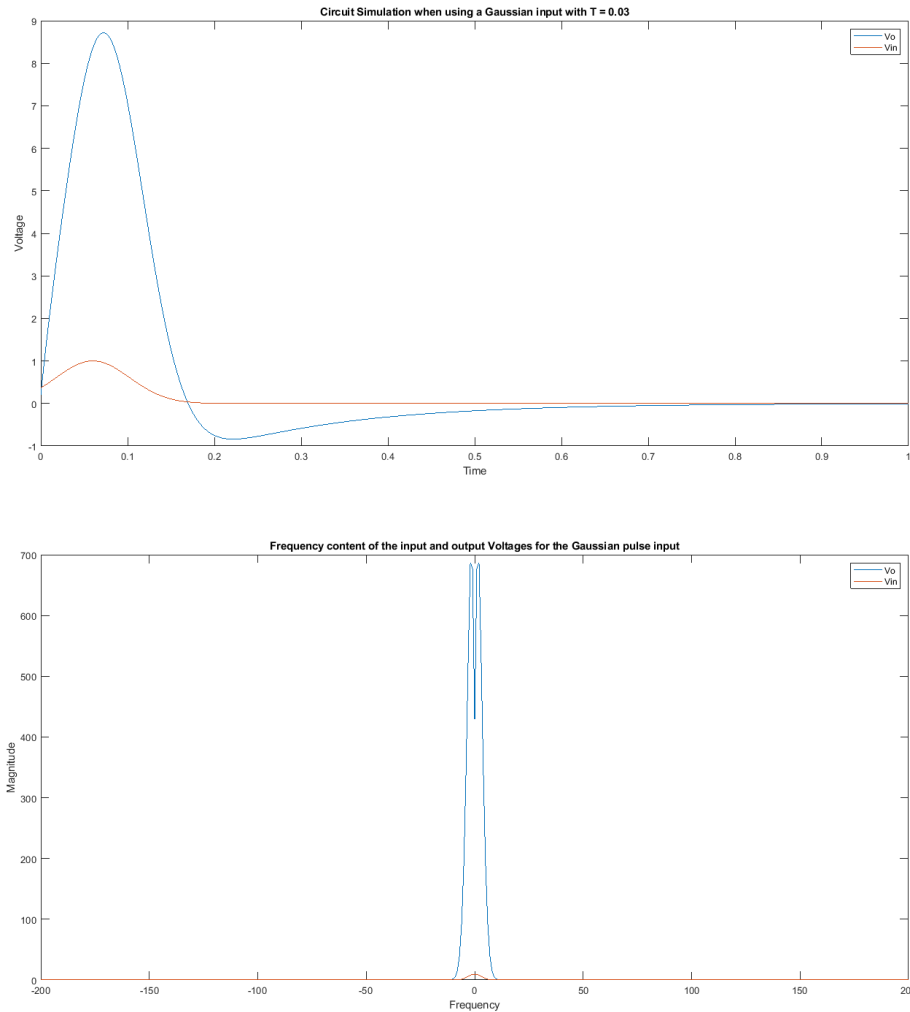 Circuit Simulation when using a Gaussian input with T = 0.03
9
8
7
6
5
4
3
2
1
0
-1
Voltage
Vo
Vin
0 0.1 0.2 0.3 0.4 0.5 0.6 0.7 0.8 0.9 1
Time
Frequency content of the input and output Voltages for the Gaussian pulse input
700
600
500
400
300
200
100
0
Magnitude
Vo
Vin
-200 -150 -100 -50 0 50 100 150 200
Frequency